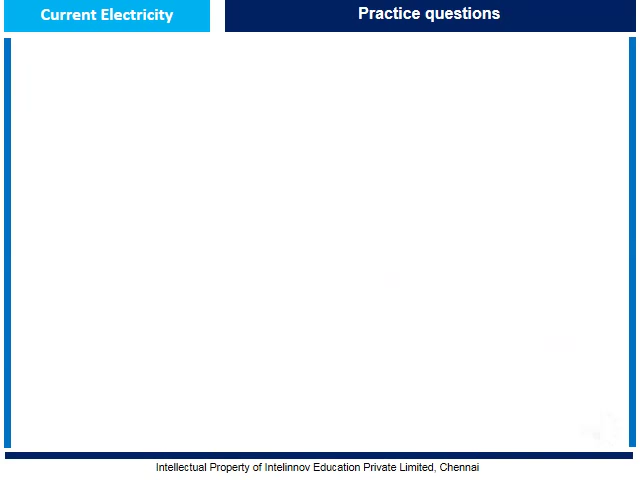 Current Electricity
Practice questions
Intellectual Property of Intelinnov Education Private Limited, Chennai